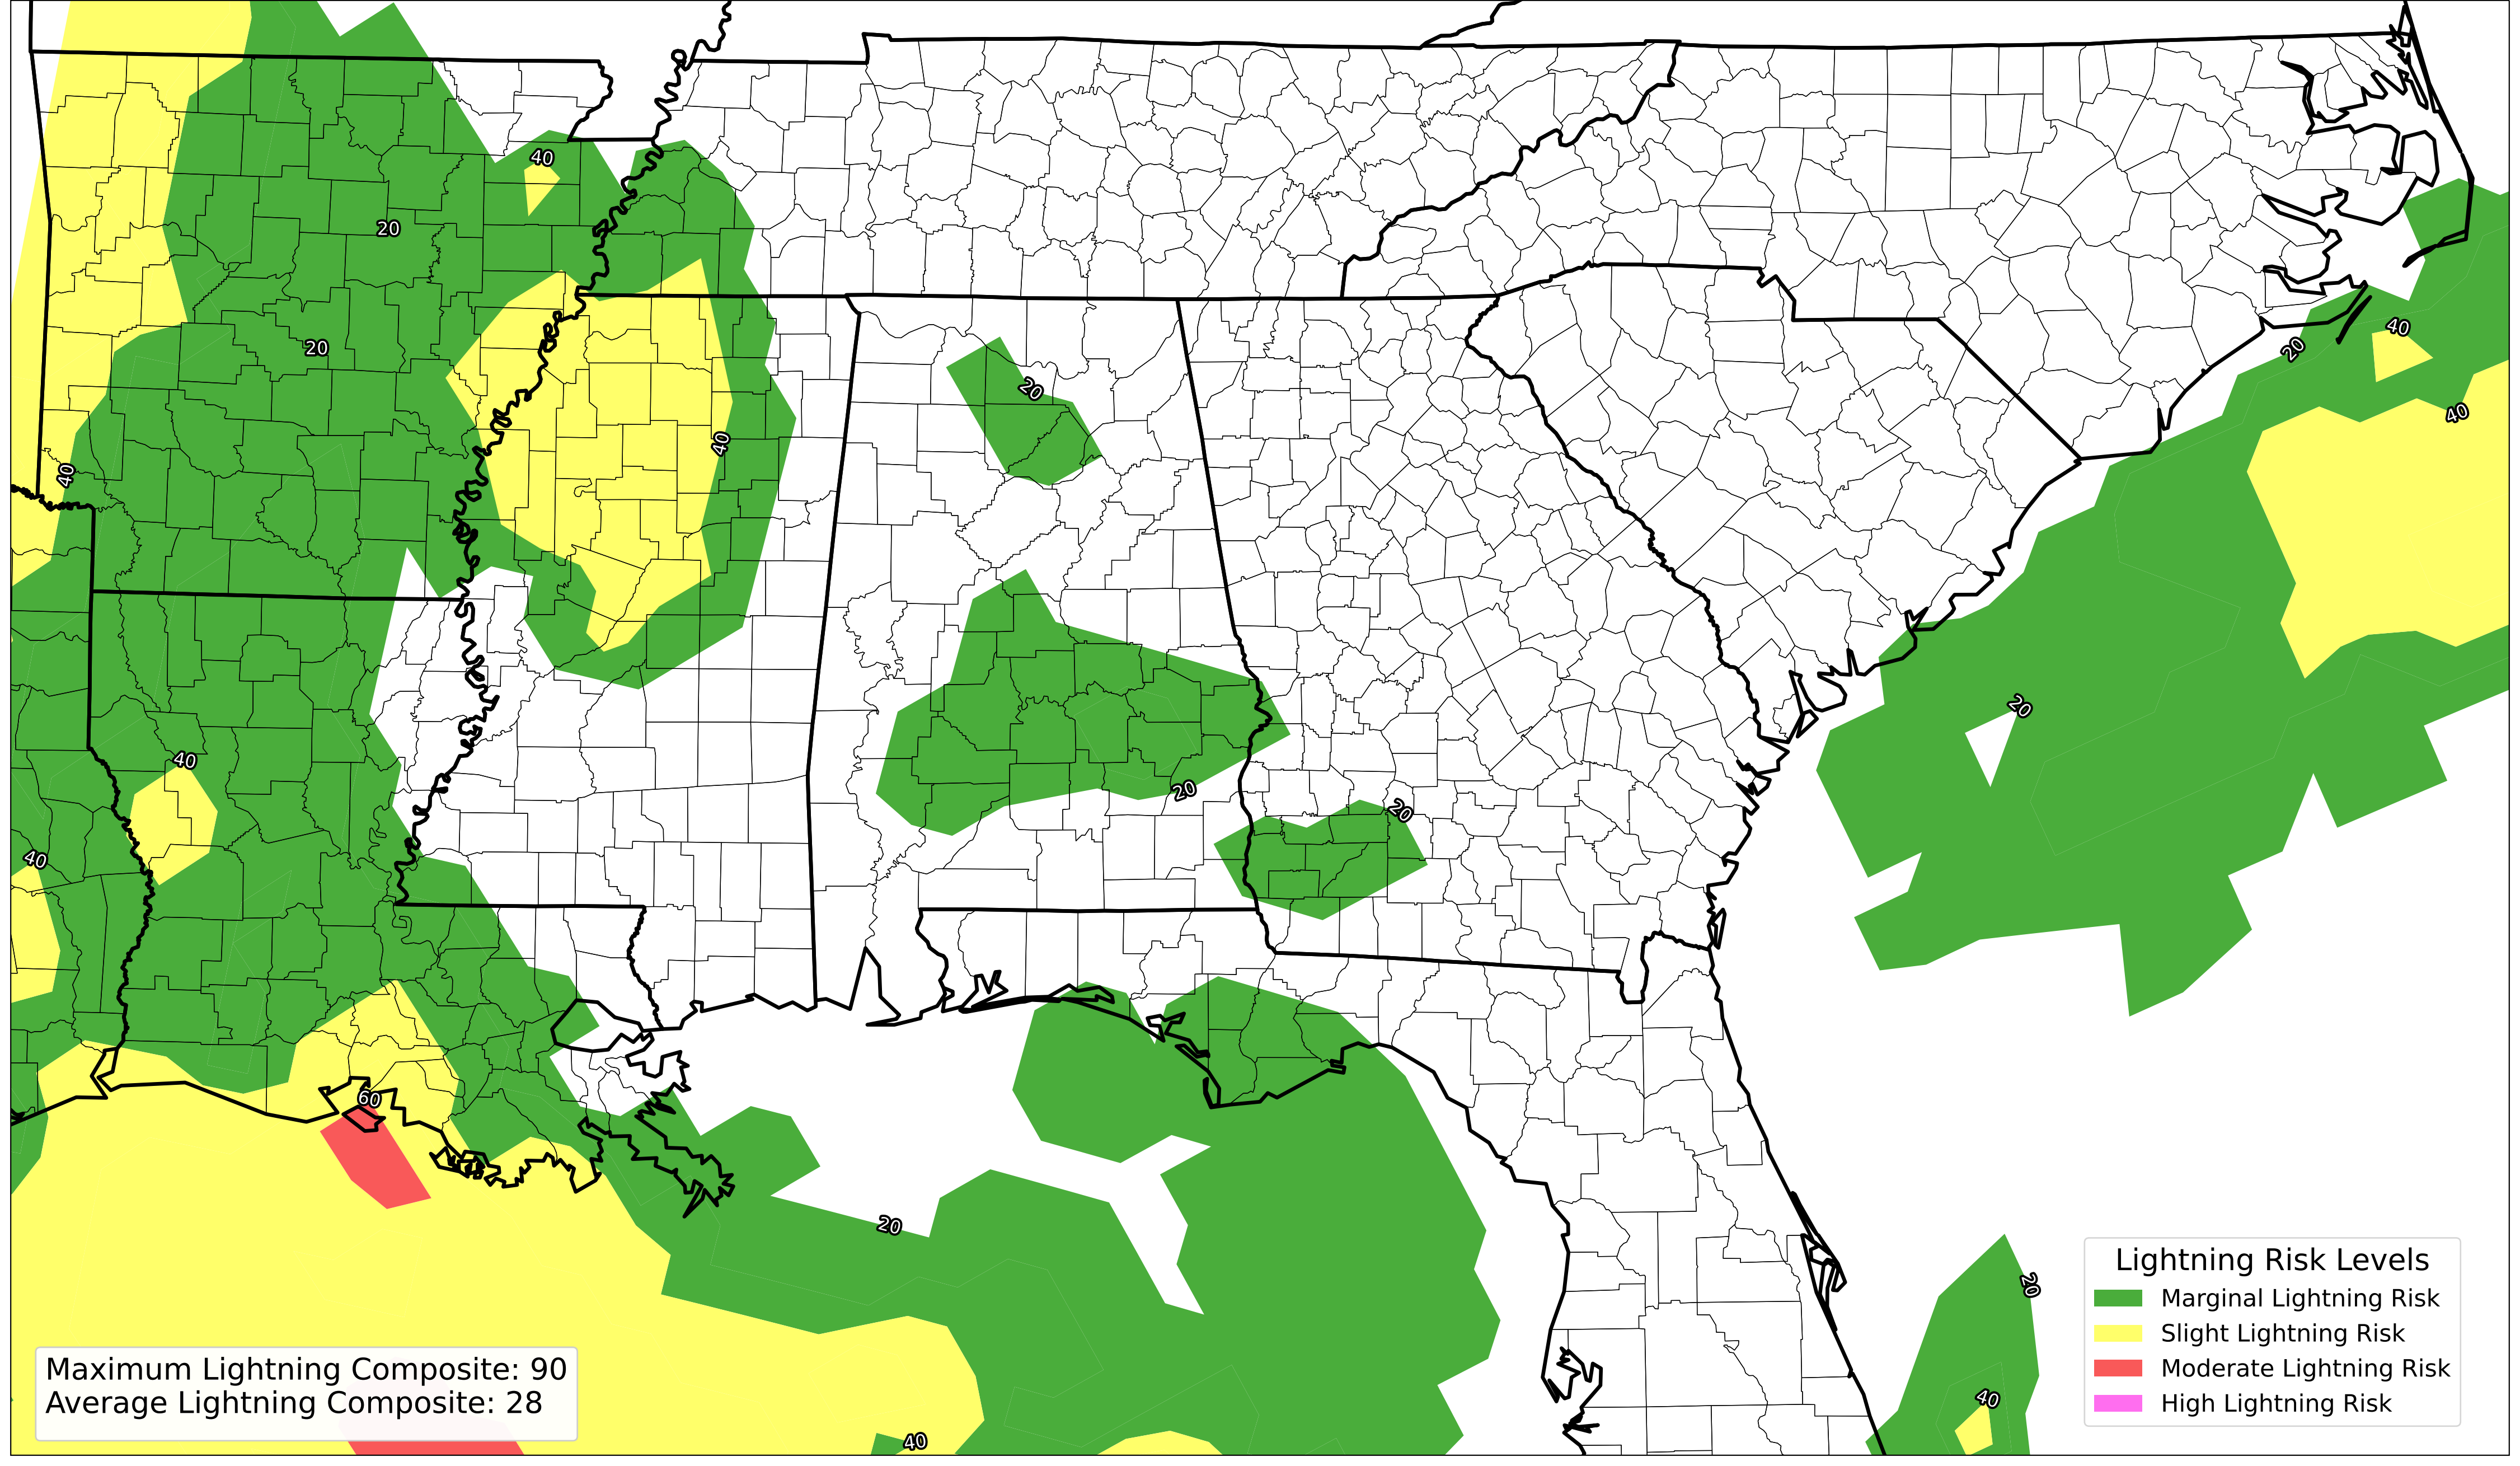 40
20
20
20
40
40
20
40
40
40
20
20
20
40
40
60
20
20
40
40
Lightning Risk Levels
Marginal Lightning Risk
Slight Lightning Risk
Moderate Lightning Risk
High Lightning Risk
Maximum Lightning Composite: 90
Average Lightning Composite: 28